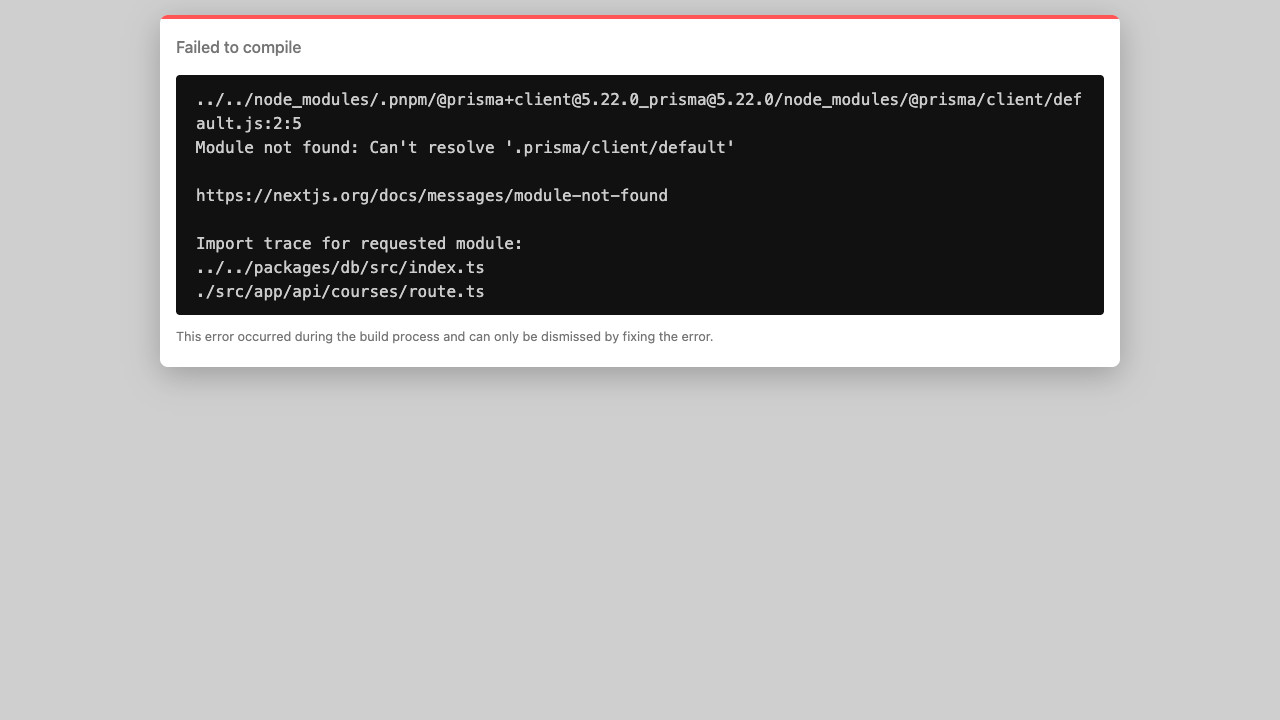 Failed to compile
../../node_modules/.pnpm/@prisma+client@5.22.0_prisma@5.22.0/node_modules/@prisma/client/def
ault.js:2:5
Module not found: Can't resolve '.prisma/client/default'
https://nextjs.org/docs/messages/module-not-found
Import trace for requested module:
../../packages/db/src/index.ts
./src/app/api/courses/route.ts
This error occurred during the build process and can only be dismissed by fixing the error.